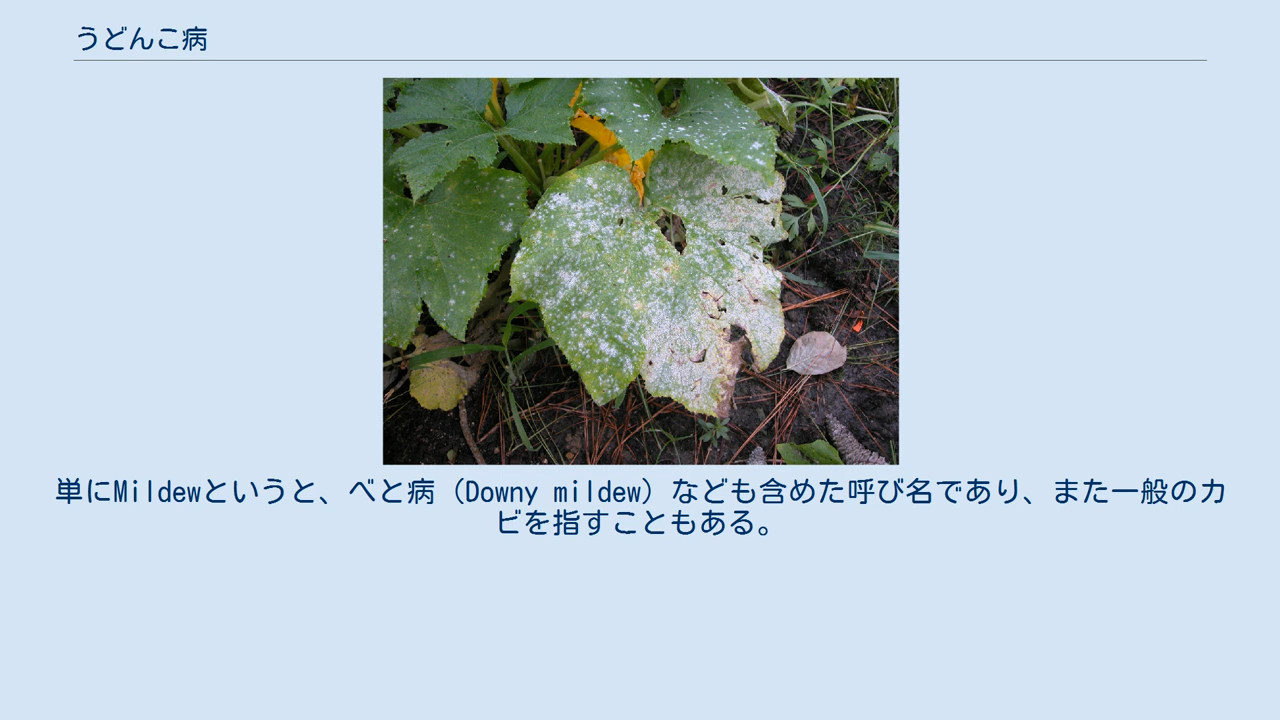 うどんこ病
単にMildewというと、べと病（Downy mildew）なども含めた呼び名であり、また一般のカ
ビを指すこともある。